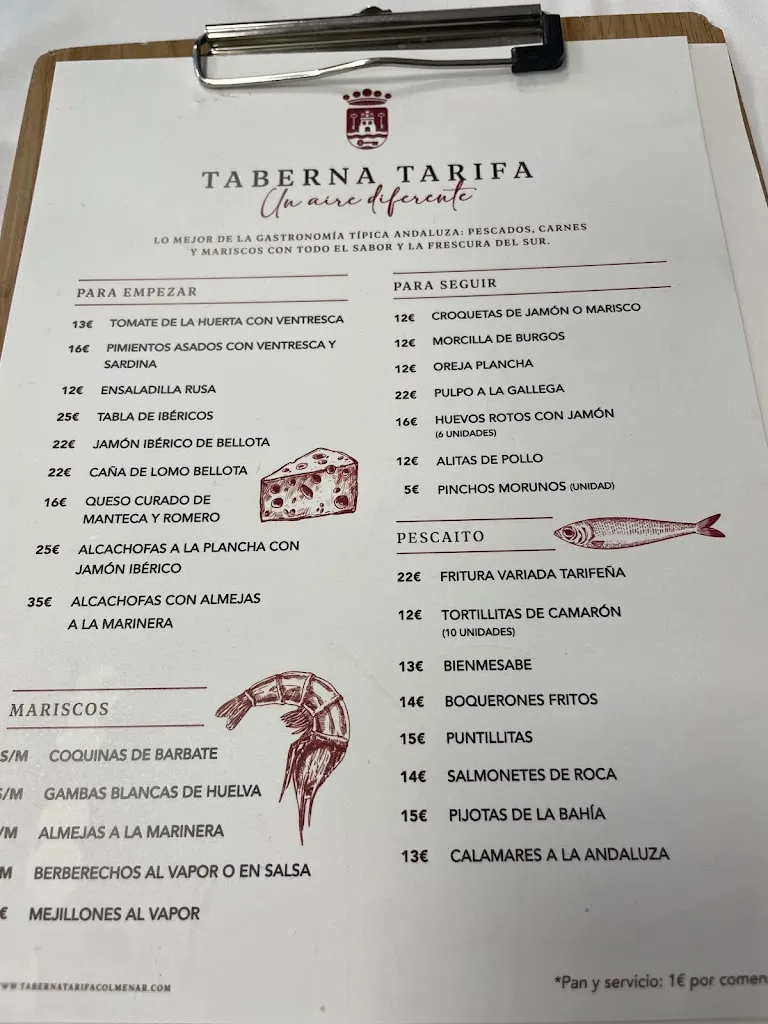 TABERNA TARIFA
Un aire diferente
LO MEJOR DE LA GASTRONOMÍA TÍPICA ANDALUZA: PESCADOS, CARNES
Y MARISCOS CON TODO EL SABOR Y LA FRESCURA DEL SUR.
PARA EMPEZAR
13€ TOMATE DE LA HUERTA CON VENTRESCA
16€ PIMIENTOS ASADOS CON VENTRESCA Y
SARDINA
12€ ENSALADILLA RUSA
25€ TABLA DE IBÉRICOS
22€ JAMÓN IBÉRICO DE BELLOTA
22€ CAÑA DE LOMO BELLOTA
16€ QUESO CURADO DE
MANTECA Y ROMERO
25€ ALCACHOFAS A LA PLANCHA CON
JAMÓN IBÉRICO
35€ ALCACHOFAS CON ALMEJAS
A LA MARINERA
MARISCOS
S/M COQUINAS DE BARBATE
S/M GAMBAS BLANCAS DE HUELVA
/M ALMEJAS A LA MARINERA
M BERBERECHOS AL VAPOR O EN SALSA
€ MEJILLONES AL VAPOR
PARA SEGUIR
12€ CROQUETAS DE JAMÓN O MARISCO
12€ MORCILLA DE BURGOS
12€ OREJA PLANCHA
22€ PULPO A LA GALLEGA
16€ HUEVOS ROTOS CON JAMÓN
(6 UNIDADES)
12€ ALITAS DE POLLO
5€ PINCHOS MORUNOS (UNIDAD)
PESCAITO
22€ FRITURA VARIADA TARIFEÑA
12€ TORTILLITAS DE CAMARÓN
(10 UNIDADES)
13€ BIENMESABE
14€ BOQUERONES FRITOS
15€ PUNTILLITAS
14€ SALMONETES DE ROCA
15€ PIJOTAS DE LA BAHÍA
13€ CALAMARES A LA ANDALUZA
WW.TABERNATARIFACOLMENAR.COM
*Pan y servicio: 1€ por comen